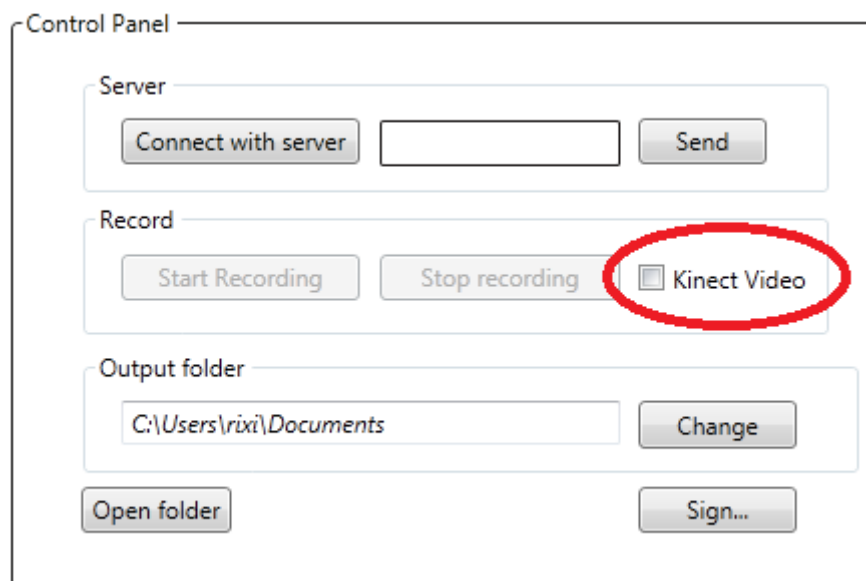 Control Panel
Server
Connect with server
Send
Record
Start Recording
Stop recording
Kinect Video
Output folder
C:\Users\rixi\Documents
Change
Open folder
Sign...